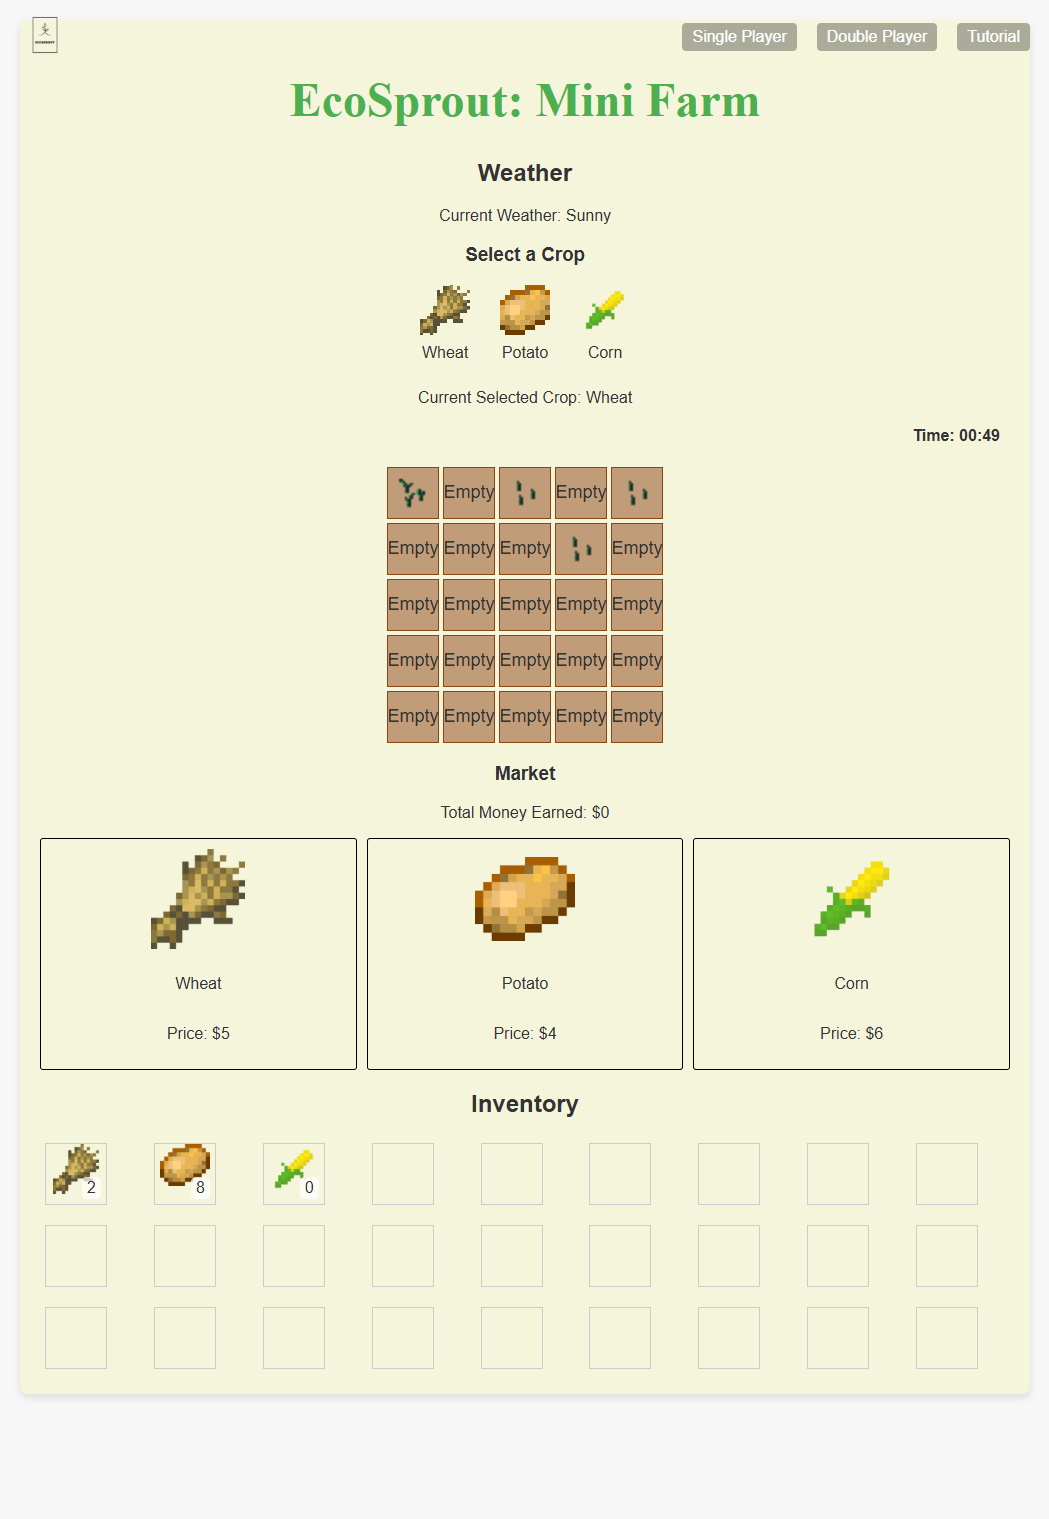 ECOSPROUT
Single Player Double Player Tutorial
EcoSprout: Mini Farm
Weather
Current Weather: Sunny
Select a Crop
Wheat Potato Corn
Current Selected Crop: Wheat
Time: 00:49
Empty Empty
Empty Empty Empty Empty
Empty Empty Empty Empty Empty
Empty Empty Empty Empty Empty
Empty Empty Empty Empty Empty
Market
Total Money Earned: $0
Wheat Potato Corn
Price: $5 Price: $4 Price: $6
Inventory
2 8 0